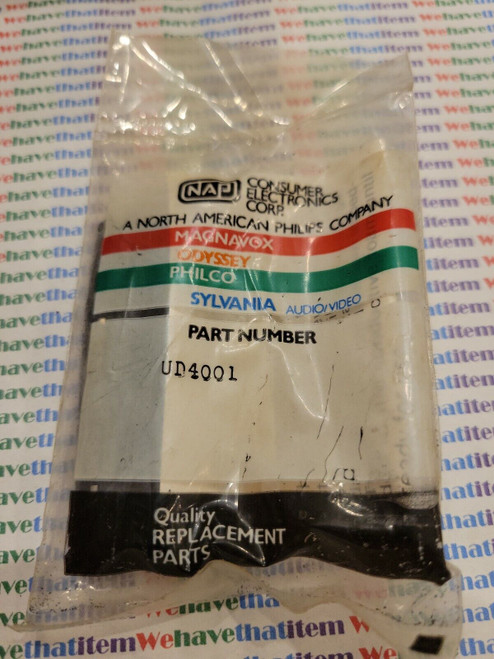 NAP
CONSUMER
ELECTRONICS
CORP.
A NORTH AMERICAN PHILIPS COMPANY
MAGNAVOX
ODYSSEY
PHILCO
SYLVANIA AUDIO/VIDEO
PART NUMBER
UD4001
Quality
REPLACEMENT
PARTS
Wehavethatitem